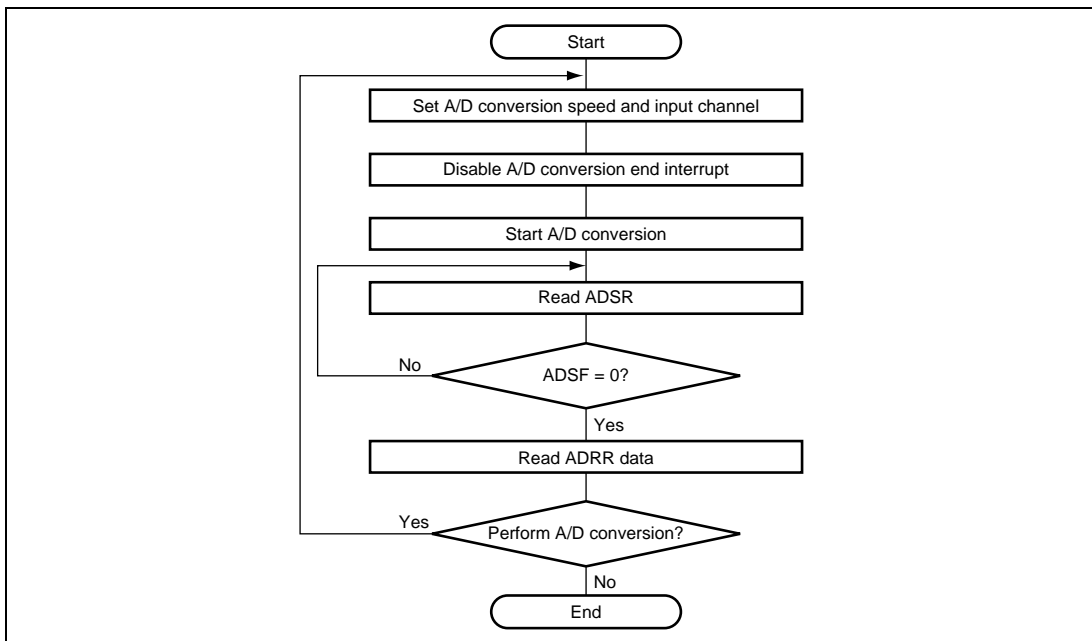 Start
Set A/D conversion speed and input channel
Disable A/D conversion end interrupt
Start A/D conversion
Read ADSR
No
ADSF = 0?
Yes
Read ADRR data
Yes
Perform A/D conversion?
No
End